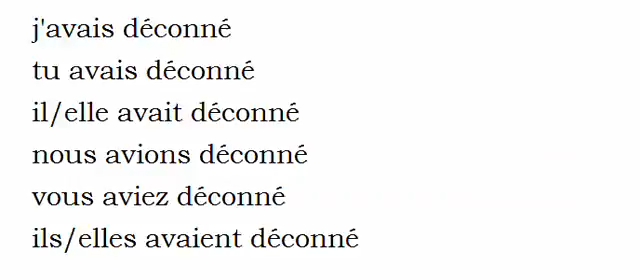 j'avais déconné
tu avais déconné
il/elle avait déconné
nous avions déconné
vous aviez déconné
ils/elles avaient déconné